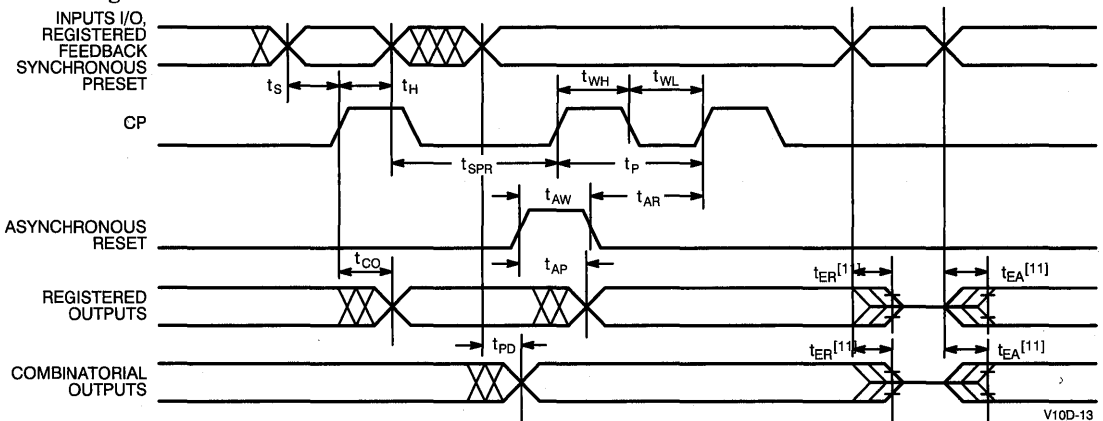 INPUTS I/O,
REGISTERED
FEEDBACK
SYNCHRONOUS
PRESET
tS
tH
tWH
tWL
CP
tSPR
tP
tAW
tAR
ASYNCHRONOUS
RESET
tCO
tAP
tER[11]
tEA[11]
REGISTERED
OUTPUTS
tPD
tER[11]
tEA[11]
COMBINATORIAL
OUTPUTS
V10D-13